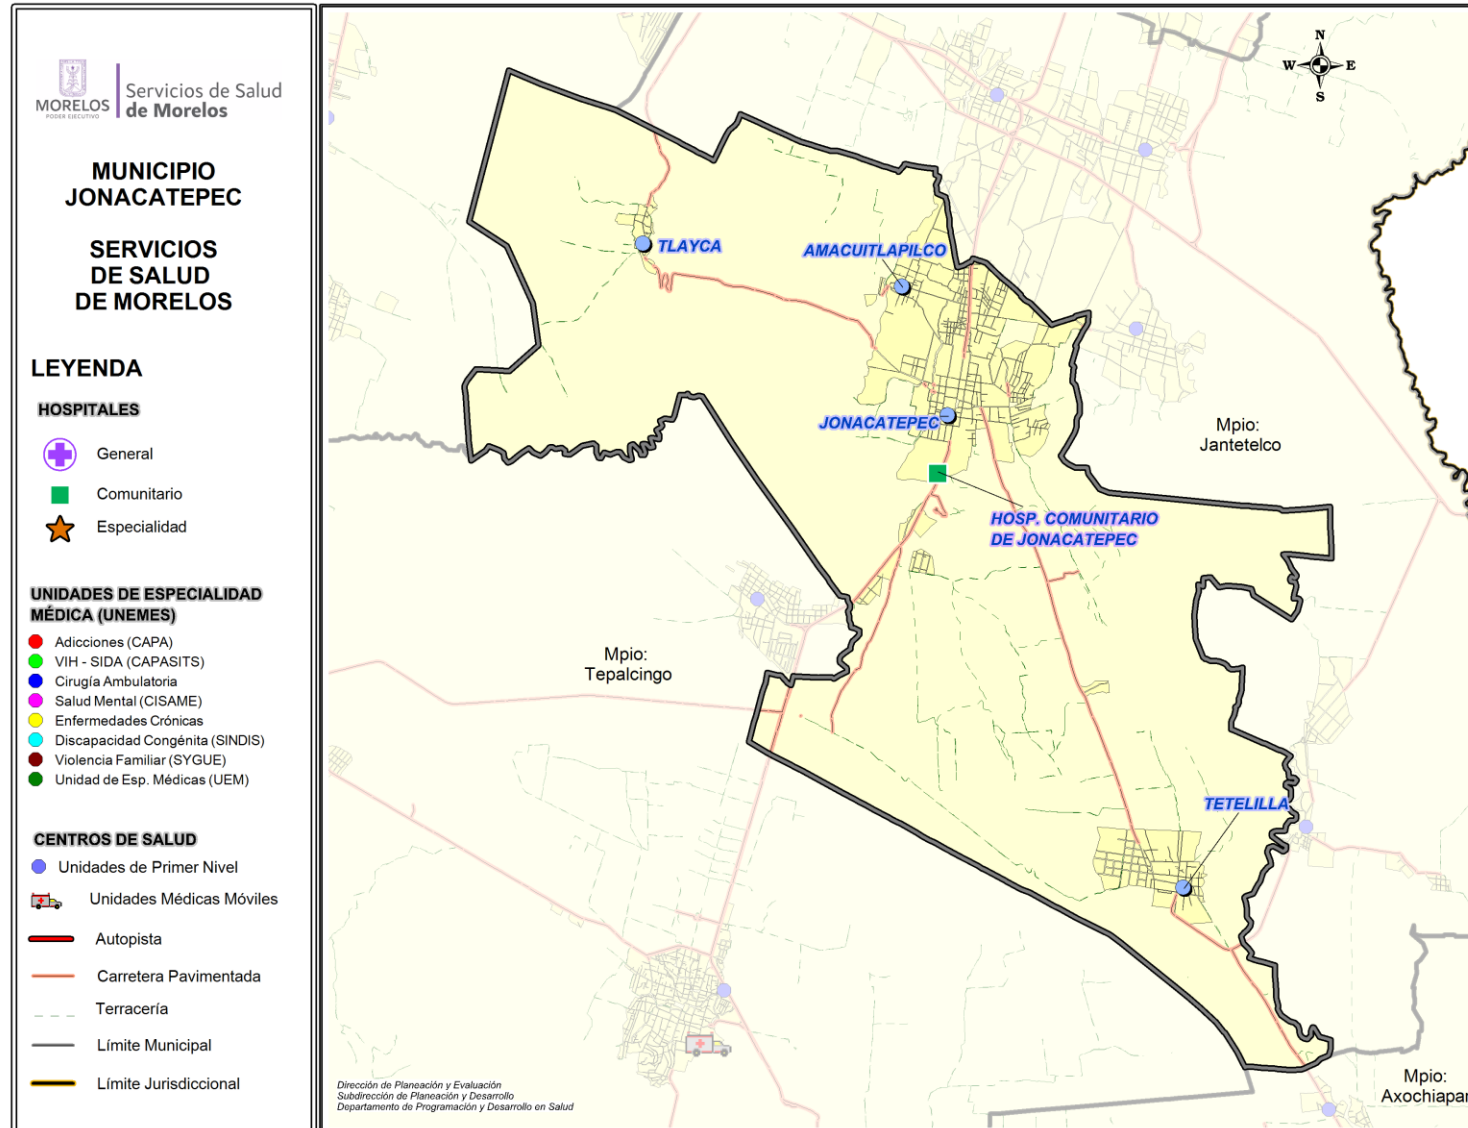 MORELOS
PODER EJECUTIVO
Servicios de Salud
de Morelos
MUNICIPIO
JONACATEPEC
SERVICIOS
DE SALUD
DE MORELOS
LEYENDA
HOSPITALES
General
Comunitario
Especialidad
UNIDADES DE ESPECIALIDAD
MÉDICA (UNEMES)
Adicciones (CAPA)
VIH - SIDA (CAPASITS)
Cirugía Ambulatoria
Salud Mental (CISAME)
Enfermedades Crónicas
Discapacidad Congénita (SINDIS)
Violencia Familiar (SYGUE)
Unidad de Esp. Médicas (UEM)
CENTROS DE SALUD
Unidades de Primer Nivel
Unidades Médicas Móviles
Autopista
Carretera Pavimentada
Terracería
Límite Municipal
Límite Jurisdiccional
N
W E
S
TLAYCA
AMACUITLAPILCO
JONACATEPEC
Mpio:
Jantetelco
HOSP. COMUNITARIO
DE JONACATEPEC
Mpio:
Tepalcingo
TETELILLA
Mpio:
Axochiapan
Dirección de Planeación y Evaluación
Subdirección de Planeación y Desarrollo
Departamento de Programación y Desarrollo en Salud